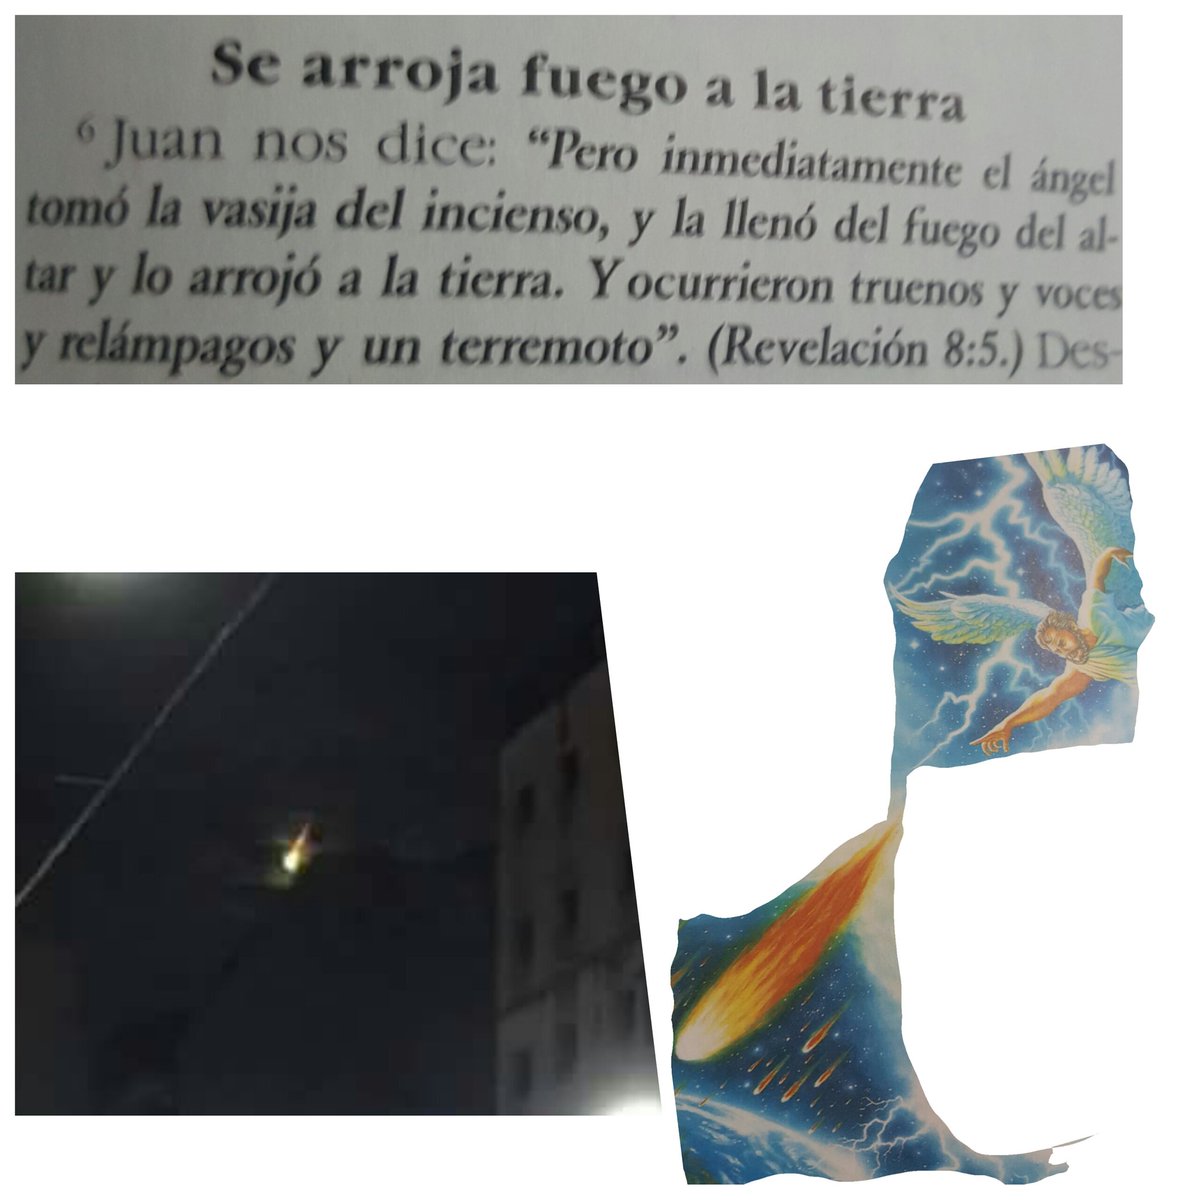 Se arroja fuego a la tierra
6 Juan nos dice: “Pero inmediatamente el ángel
tomó la vasija del incienso, y la llenó del fuego del al-
tar y lo arrojó a la tierra. Y ocurrieron truenos y voces
y relámpagos y un terremoto”. (Revelación 8:5.) Des-